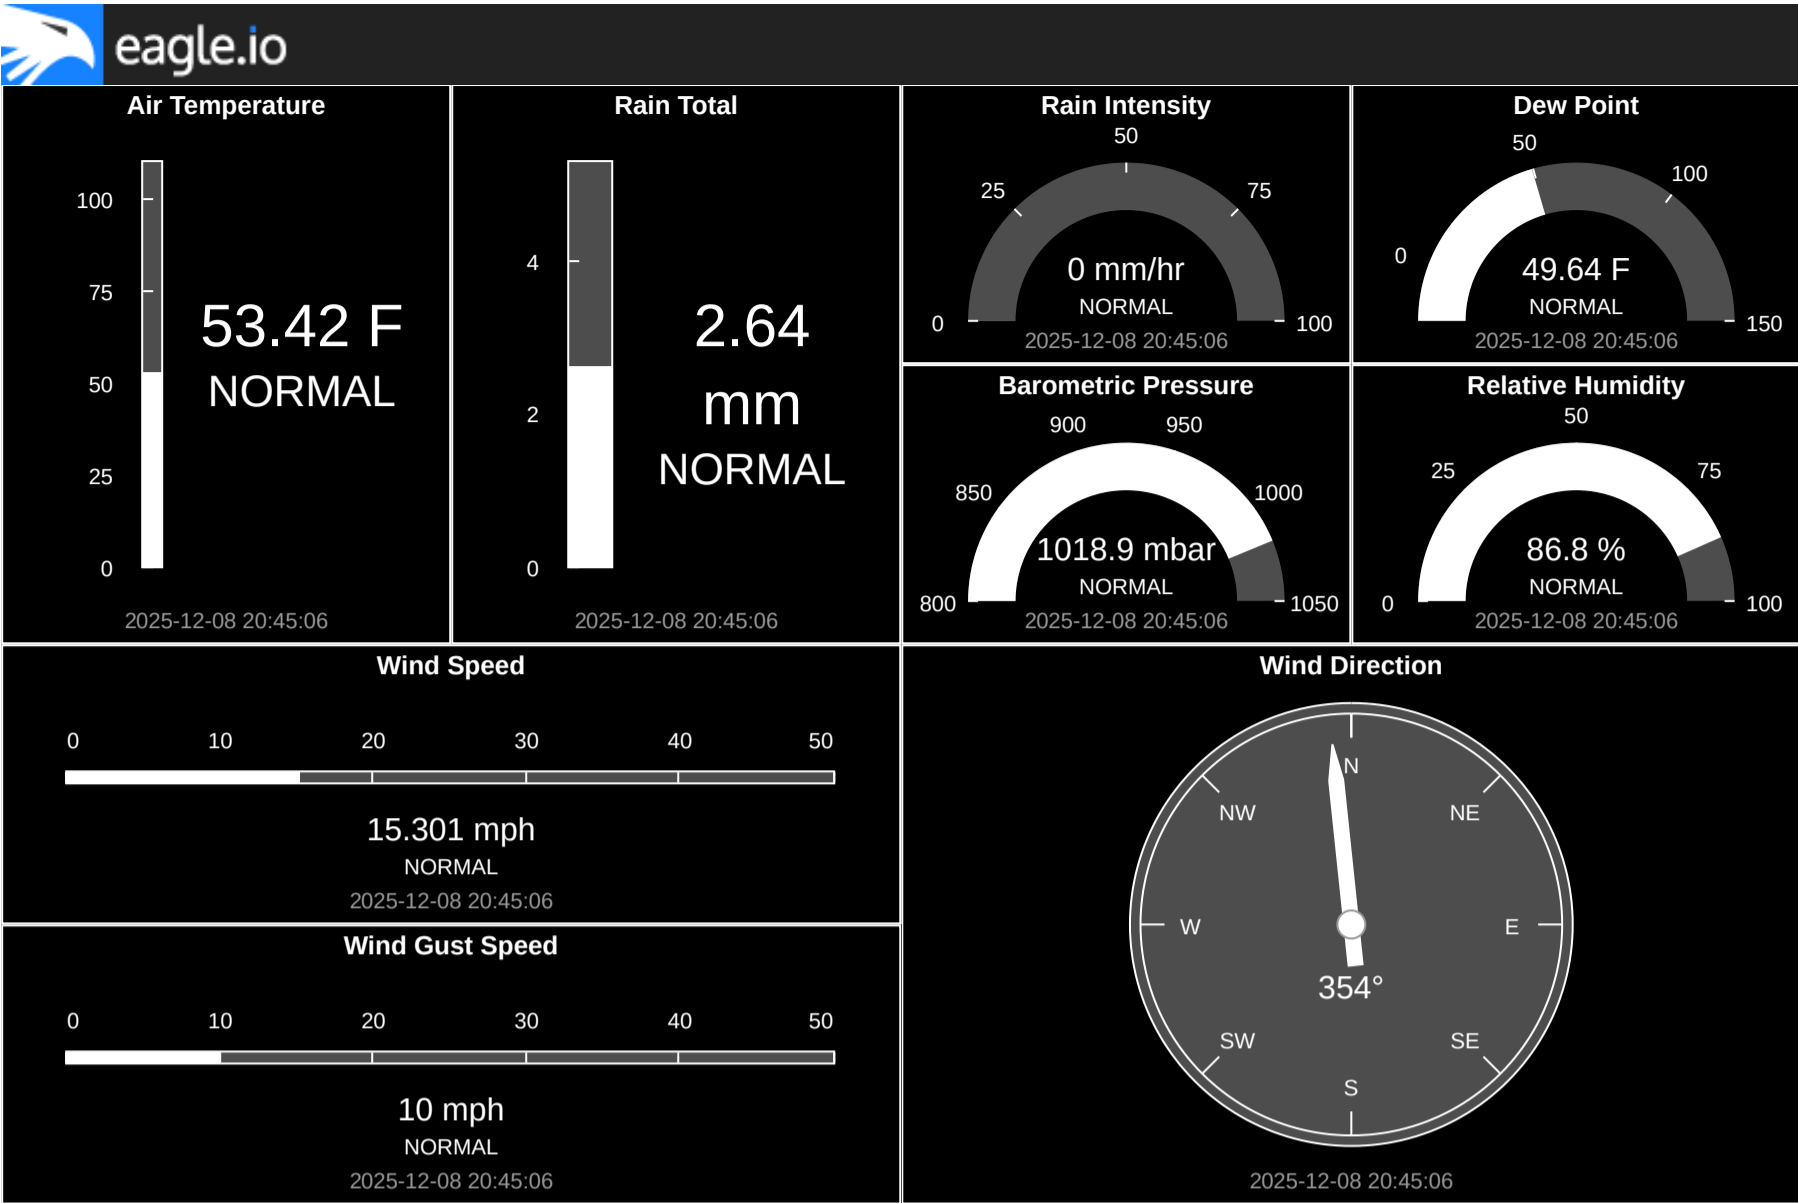 eagle.io
Air Temperature
100
75
50
25
0
53.42 F
NORMAL
2025-12-08 20:45:06
Rain Total
4
2
0
2.64
mm
NORMAL
2025-12-08 20:45:06
Rain Intensity
50
25
75
0
100
0 mm/hr
NORMAL
2025-12-08 20:45:06
Dew Point
50
100
0
150
49.64 F
NORMAL
2025-12-08 20:45:06
Barometric Pressure
900
950
850
1000
800
1050
1018.9 mbar
NORMAL
2025-12-08 20:45:06
Relative Humidity
50
25
75
0
100
86.8 %
NORMAL
2025-12-08 20:45:06
Wind Speed
0 10 20 30 40 50
15.301 mph
NORMAL
2025-12-08 20:45:06
Wind Gust Speed
0 10 20 30 40 50
10 mph
NORMAL
2025-12-08 20:45:06
Wind Direction
N
NW
NE
W
E
354°
SW
SE
S
2025-12-08 20:45:06